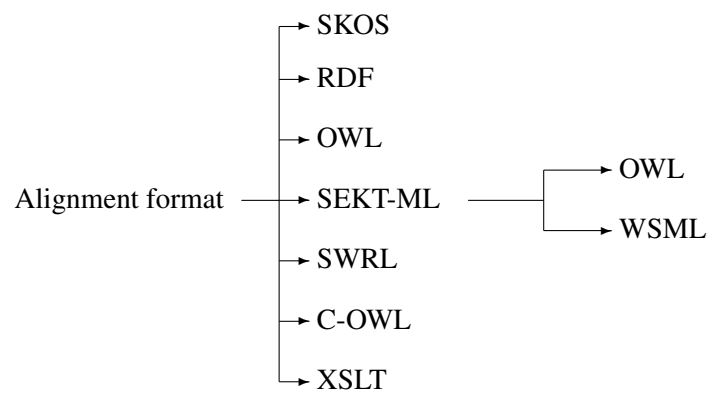 SKOS
RDF
OWL
OWL
Alignment format
SEKT-ML
WSML
SWRL
C-OWL
XSLT